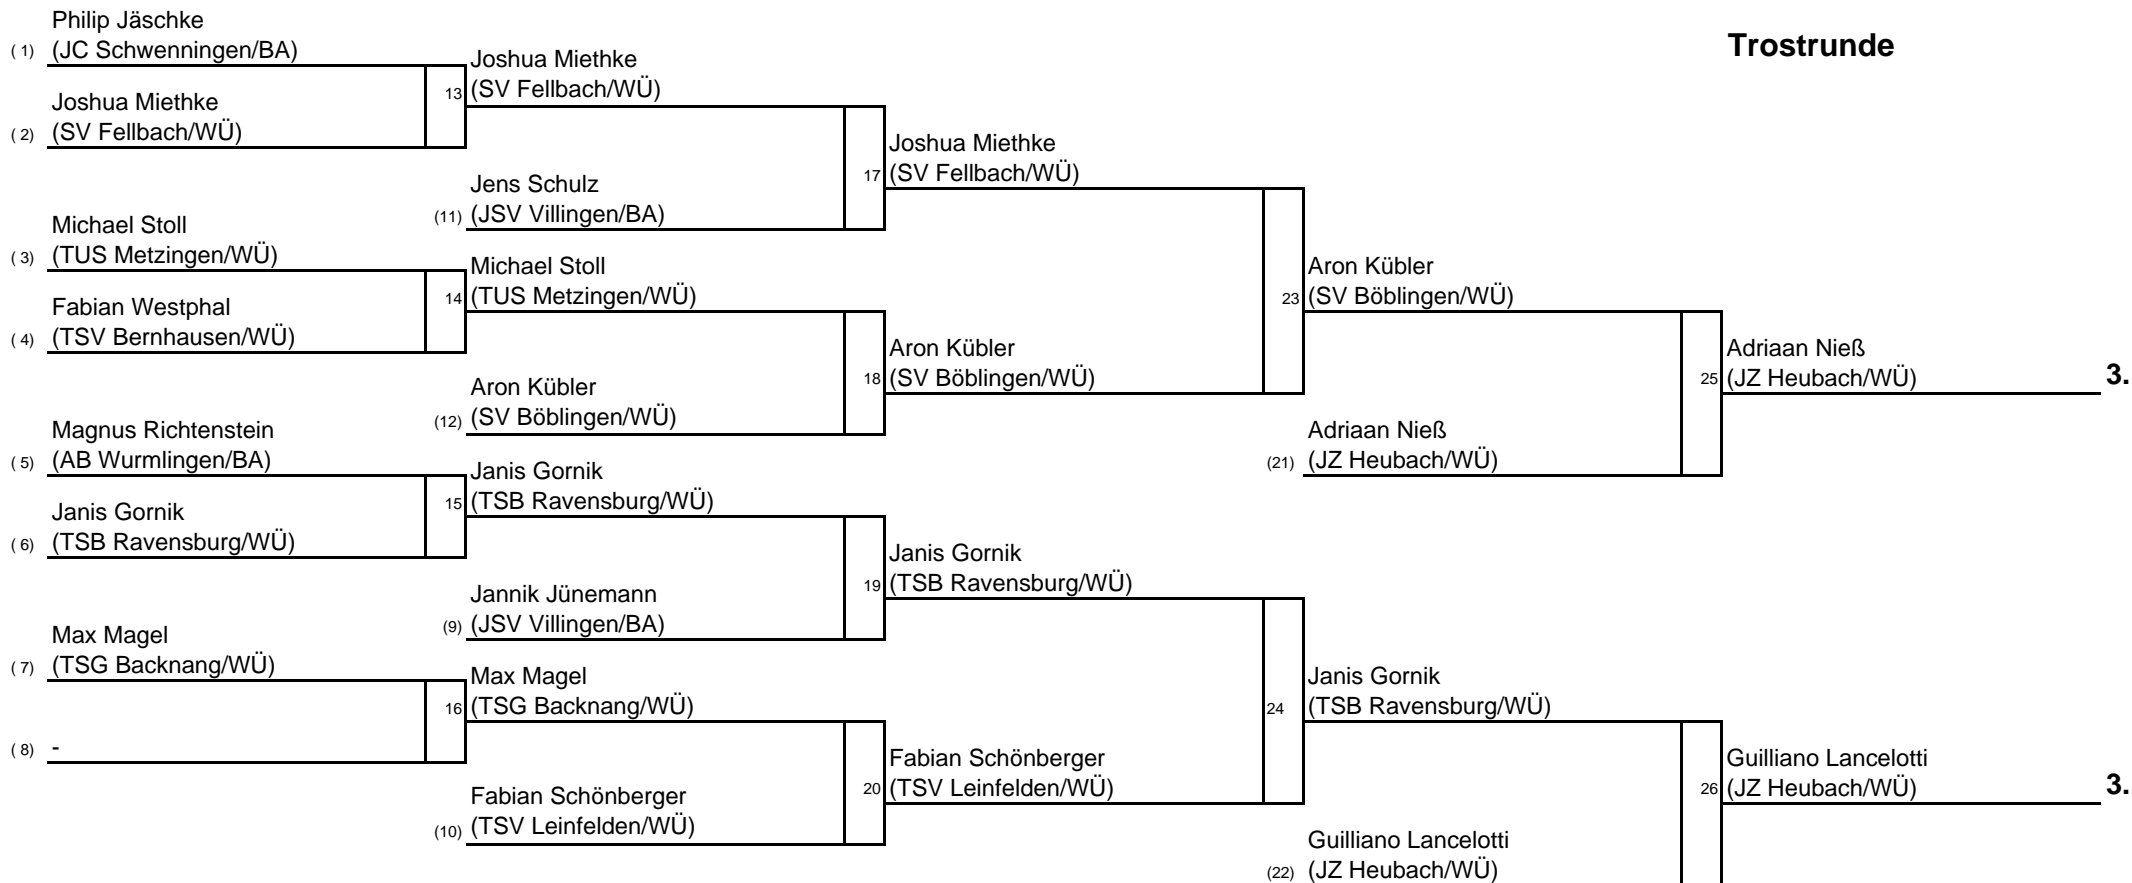 Trostrunde
Philip Jäschke
( 1) (JC Schwenningen/BA)
Joshua Miethke
( 2) (SV Fellbach/WÜ)
Michael Stoll
( 3) (TUS Metzingen/WÜ)
Fabian Westphal
( 4) (TSV Bernhausen/WÜ)
Magnus Richtenstein
( 5) (AB Wurmlingen/BA)
Janis Gornik
( 6) (TSB Ravensburg/WÜ)
Max Magel
( 7) (TSG Backnang/WÜ)
( 8) -
Joshua Miethke
13 (SV Fellbach/WÜ)
Jens Schulz
(11) (JSV Villingen/BA)
Michael Stoll
14 (TUS Metzingen/WÜ)
Aron Kübler
(12) (SV Böblingen/WÜ)
Janis Gornik
15 (TSB Ravensburg/WÜ)
Jannik Jünemann
(9) (JSV Villingen/BA)
Max Magel
16 (TSG Backnang/WÜ)
Fabian Schönberger
(10) (TSV Leinfelden/WÜ)
Joshua Miethke
17 (SV Fellbach/WÜ)
Aron Kübler
18 (SV Böblingen/WÜ)
Janis Gornik
19 (TSB Ravensburg/WÜ)
Fabian Schönberger
20 (TSV Leinfelden/WÜ)
Aron Kübler
23 (SV Böblingen/WÜ)
Adriaan Nieß
(21) (JZ Heubach/WÜ)
Janis Gornik
24 (TSB Ravensburg/WÜ)
Guilliano Lancelotti
(22) (JZ Heubach/WÜ)
Adriaan Nieß
25 (JZ Heubach/WÜ) 3.
Guilliano Lancelotti
26 (JZ Heubach/WÜ) 3.